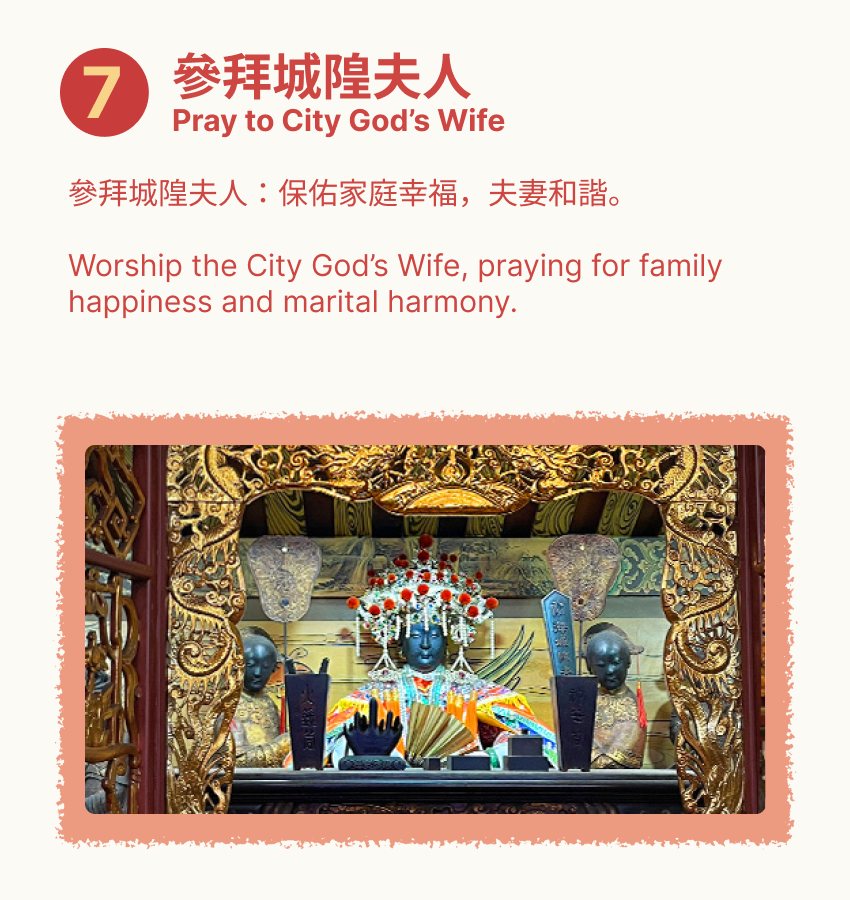 7
參拜城隍夫人
Pray to City God’s Wife
參拜城隍夫人：保佑家庭幸福，夫妻和諧。
Worship the City God’s Wife, praying for family
happiness and marital harmony.